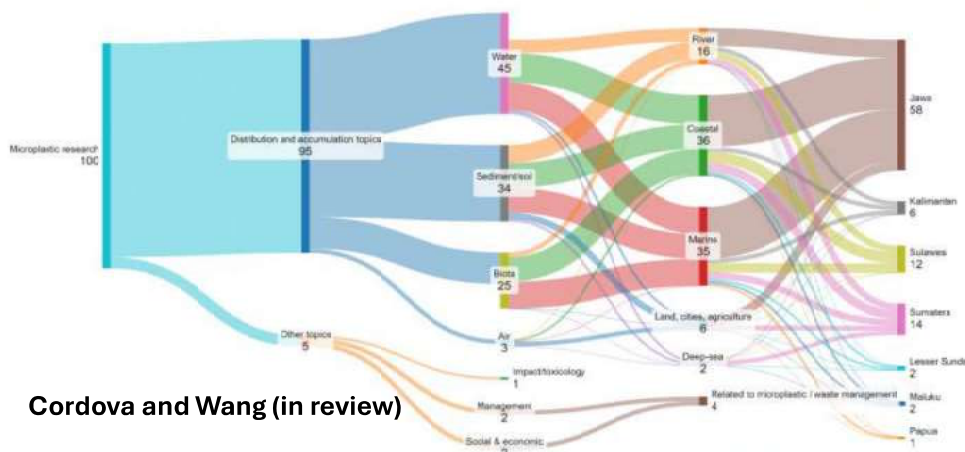 Microplastic research
100
Distribution and accumulation topics
95
Other topics
5
Water
45
Sediment/soil
34
Biota
25
Air
3
Impact/toxicology
1
Management
2
Social & economic
River
16
Coastal
36
Marine
35
Land, cities, agriculture
6
Deep-sea
2
Related to microplastic / waste management
4
Jawa
58
Kalimantan
6
Sulawesi
12
Sumatera
14
Lesser Sunda
2
Maluku
2
Papua
1
Cordova and Wang (in review)